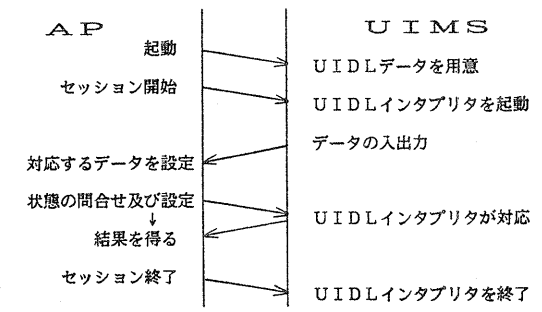 AP
UIMS
起動
UIDLデータを用意
セッション開始
UIDLインタプリタを起動
データの入出力
対応するデータを設定
状態の問合せ及び設定
↓
UIDLインタプリタが対応
結果を得る
セッション終了
UIDLインタプリタを終了